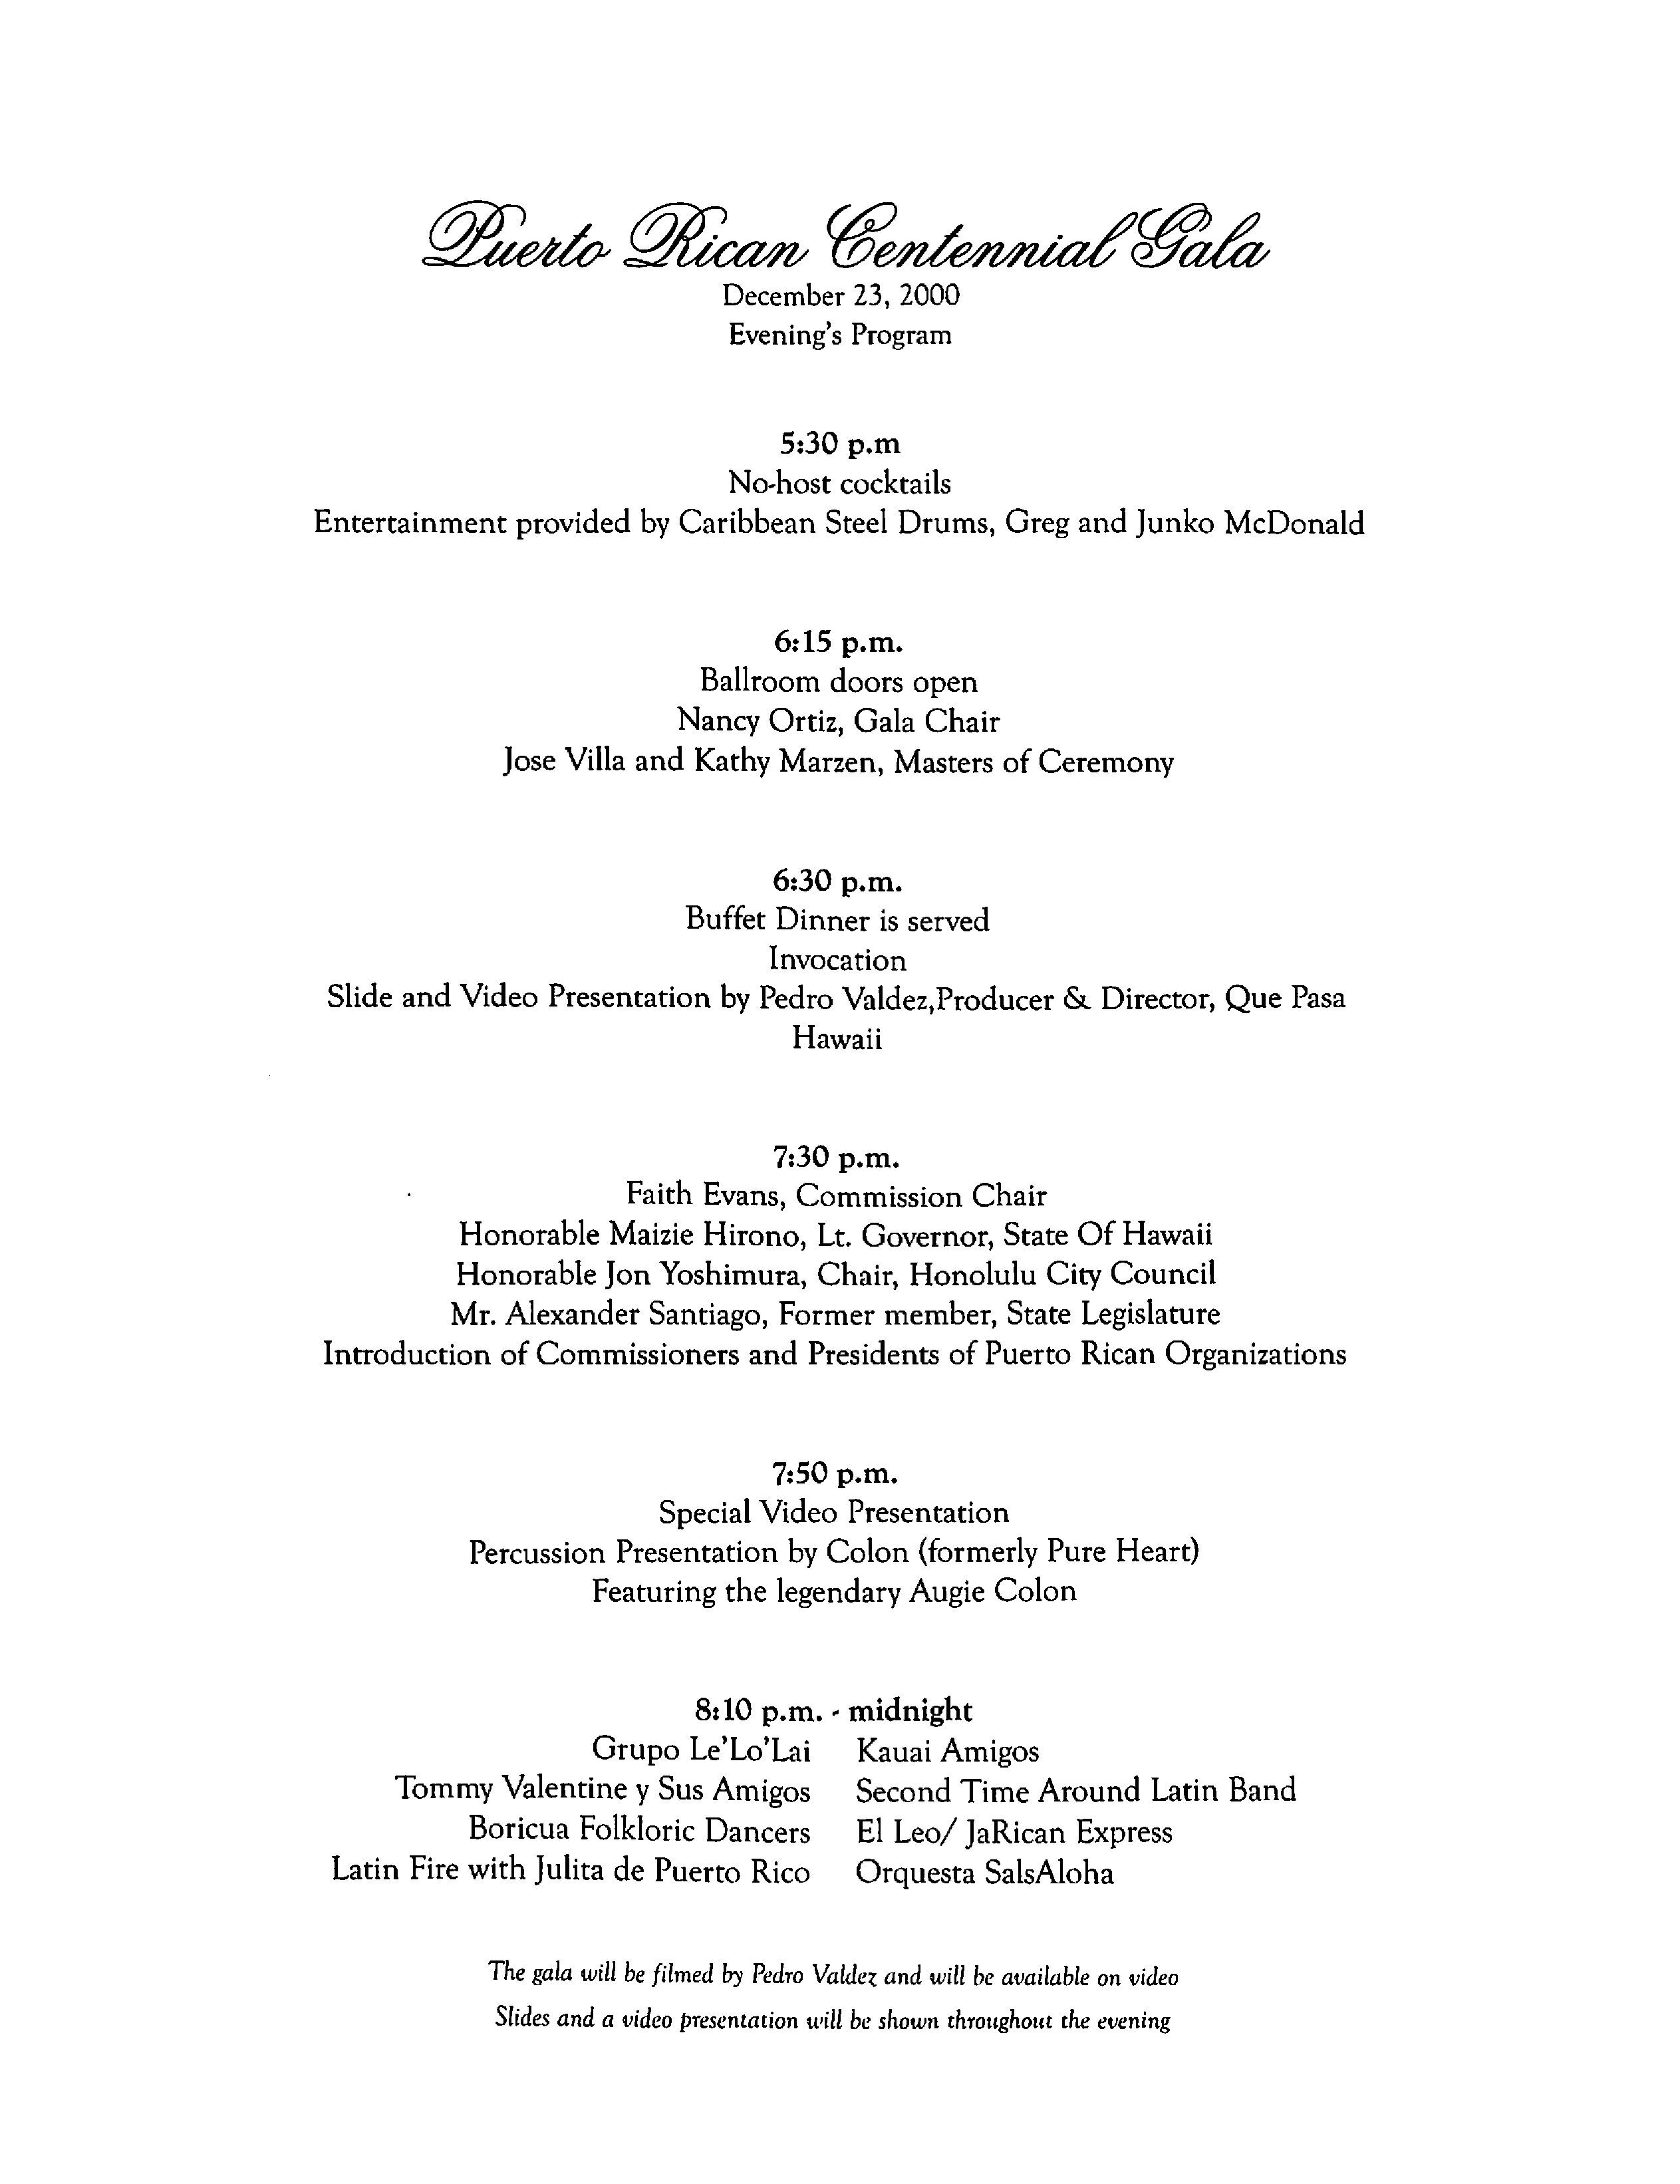 Puerto Rican Centennial Gala
December 23, 2000
Evening's Program
5:30 p.m
No-host cocktails
Entertainment provided by Caribbean Steel Drums, Greg and Junko McDonald
6:15 p.m.
Ballroom doors open
Nancy Ortiz, Gala Chair
Jose Villa and Kathy Marzen, Masters of Ceremony
6:30 p.m.
Buffet Dinner is served
Invocation
Slide and Video Presentation by Pedro Valdez,Producer & Director, Que Pasa
Hawaii
7:30 p.m.
Faith Evans, Commission Chair
Honorable Maizie Hirono, Lt. Governor, State Of Hawaii
Honorable Jon Yoshimura, Chair, Honolulu City Council
Mr. Alexander Santiago, Former member, State Legislature
Introduction of Commissioners and Presidents of Puerto Rican Organizations
7:50 p.m.
Special Video Presentation
Percussion Presentation by Colon (formerly Pure Heart)
Featuring the legendary Augie Colon
8:10 p.m. - midnight
Grupo Le'Lo'Lai Kauai Amigos
Tommy Valentine y Sus Amigos Second Time Around Latin Band
Boricua Folkloric Dancers El Leo/ JaRican Express
Latin Fire with Julita de Puerto Rico Orquesta SalsAloha
The gala will be filmed by Pedro Valdez and will be available on video
Slides and a video presentation will be shown throughout the evening